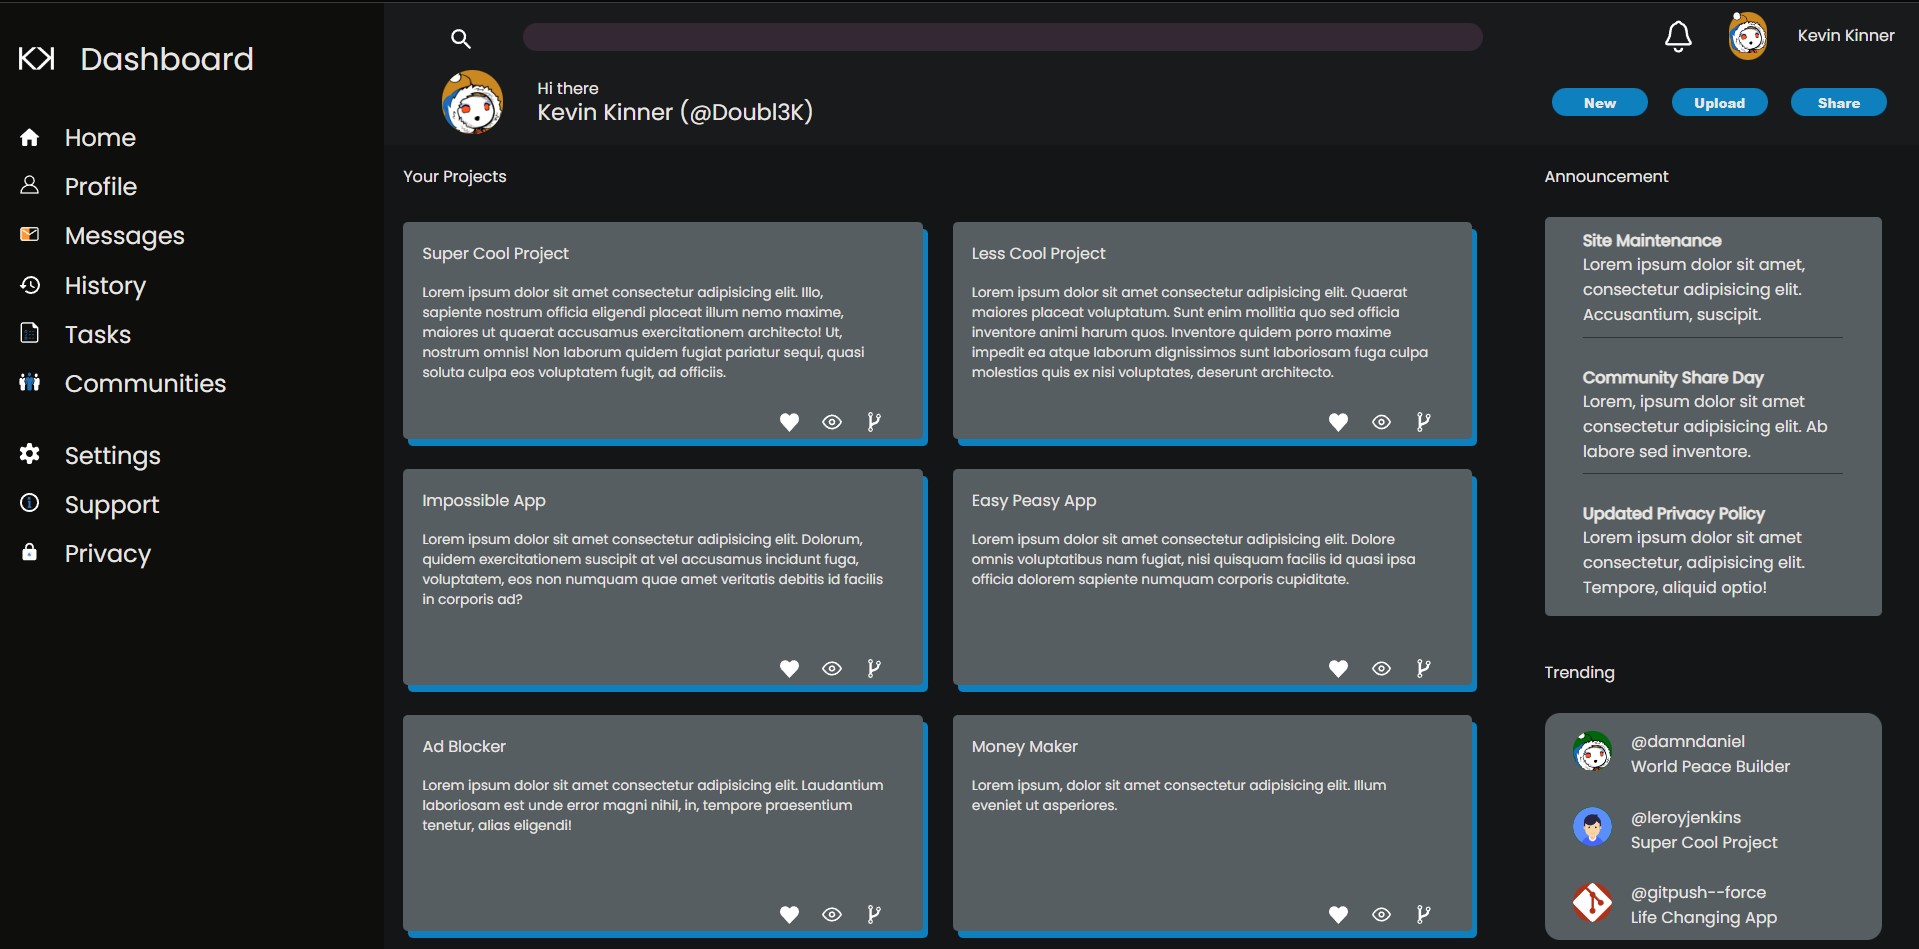 Dashboard
Home
Profile
Messages
History
Tasks
Communities
Settings
Support
Privacy
Kevin Kinner
Hi there
Kevin Kinner (@Doubl3K)
New
Upload
Share
Your Projects
Super Cool Project
Lorem ipsum dolor sit amet consectetur adipisicing elit. Illo,
sapiente nostrum officia eligendi placeat illum nemo maxime,
maiores ut quaerat accusamus exercitationem architecto! Ut,
nostrum omnis! Non laborum quidem fugiat pariatur sequi, quasi
soluta culpa eos voluptatem fugit, ad officiis.
Less Cool Project
Lorem ipsum dolor sit amet consectetur adipisicing elit. Quaerat
maiores placeat voluptatum. Sunt enim mollitia quo sed officia
inventore animi harum quos. Inventore quidem porro maxime
impedit ea atque laborum dignissimos sunt laboriosam fuga culpa
molestias quis ex nisi voluptates, deserunt architecto.
Impossible App
Lorem ipsum dolor sit amet consectetur adipisicing elit. Dolorum,
quidem exercitationem suscipit at vel accusamus incidunt fuga,
voluptatem, eos non numquam quae amet veritatis debitis id facilis
in corporis ad?
Easy Peasy App
Lorem ipsum dolor sit amet consectetur adipisicing elit. Dolore
omnis voluptatibus nam fugiat, nisi quisquam facilis id quasi ipsa
officia dolorem sapiente numquam corporis cupiditate.
Ad Blocker
Lorem ipsum dolor sit amet consectetur adipisicing elit. Laudantium
laboriosam est unde error magni nihil, in, tempore praesentium
tenetur, alias eligendi!
Money Maker
Lorem ipsum, dolor sit amet consectetur adipisicing elit. Illum
eveniet ut asperiores.
Announcement
Site Maintenance
Lorem ipsum dolor sit amet,
consectetur adipisicing elit.
Accusantium, suscipit.
Community Share Day
Lorem, ipsum dolor sit amet
consectetur adipisicing elit. Ab
labore sed inventore.
Updated Privacy Policy
Lorem ipsum dolor sit amet
consectetur, adipisicing elit.
Tempore, aliquid optio!
Trending
@damndaniel
World Peace Builder
@leroyjenkins
Super Cool Project
@gitpush--force
Life Changing App